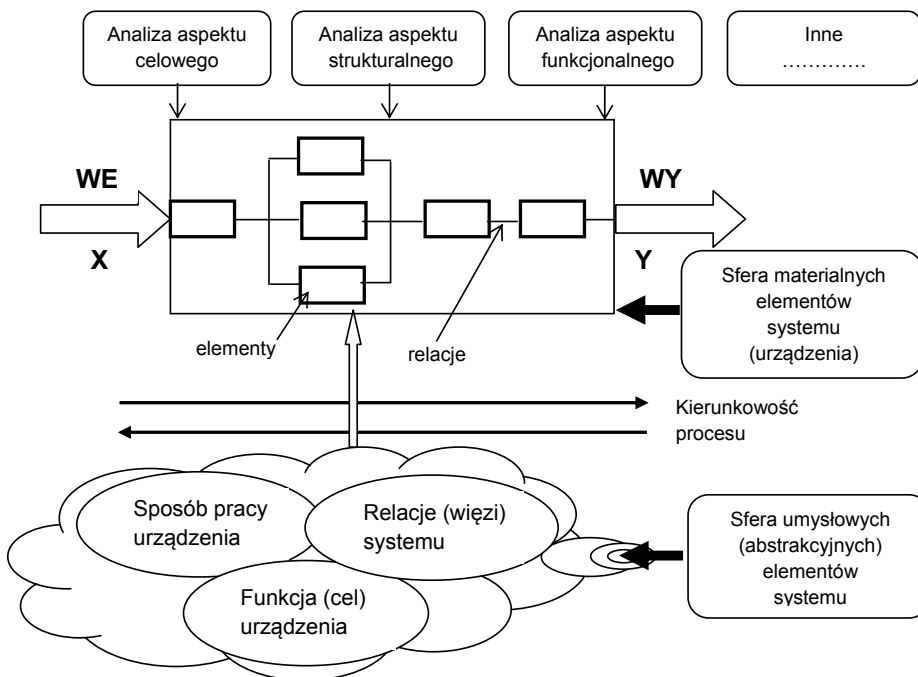 Analiza aspektu
celowego
Analiza aspektu
strukturalnego
Analiza aspektu
funkcjonalnego
Inne
………….
WE
X
WY
Y
elementy
relacje
Sfera materialnych
elementów
systemu
(urządzenia)
Kierunkowość
procesu
Sposób pracy
urządzenia
Relacje (więzi)
systemu
Funkcja (cel)
urządzenia
Sfera umysłowych
(abstrakcyjnych)
elementów
systemu